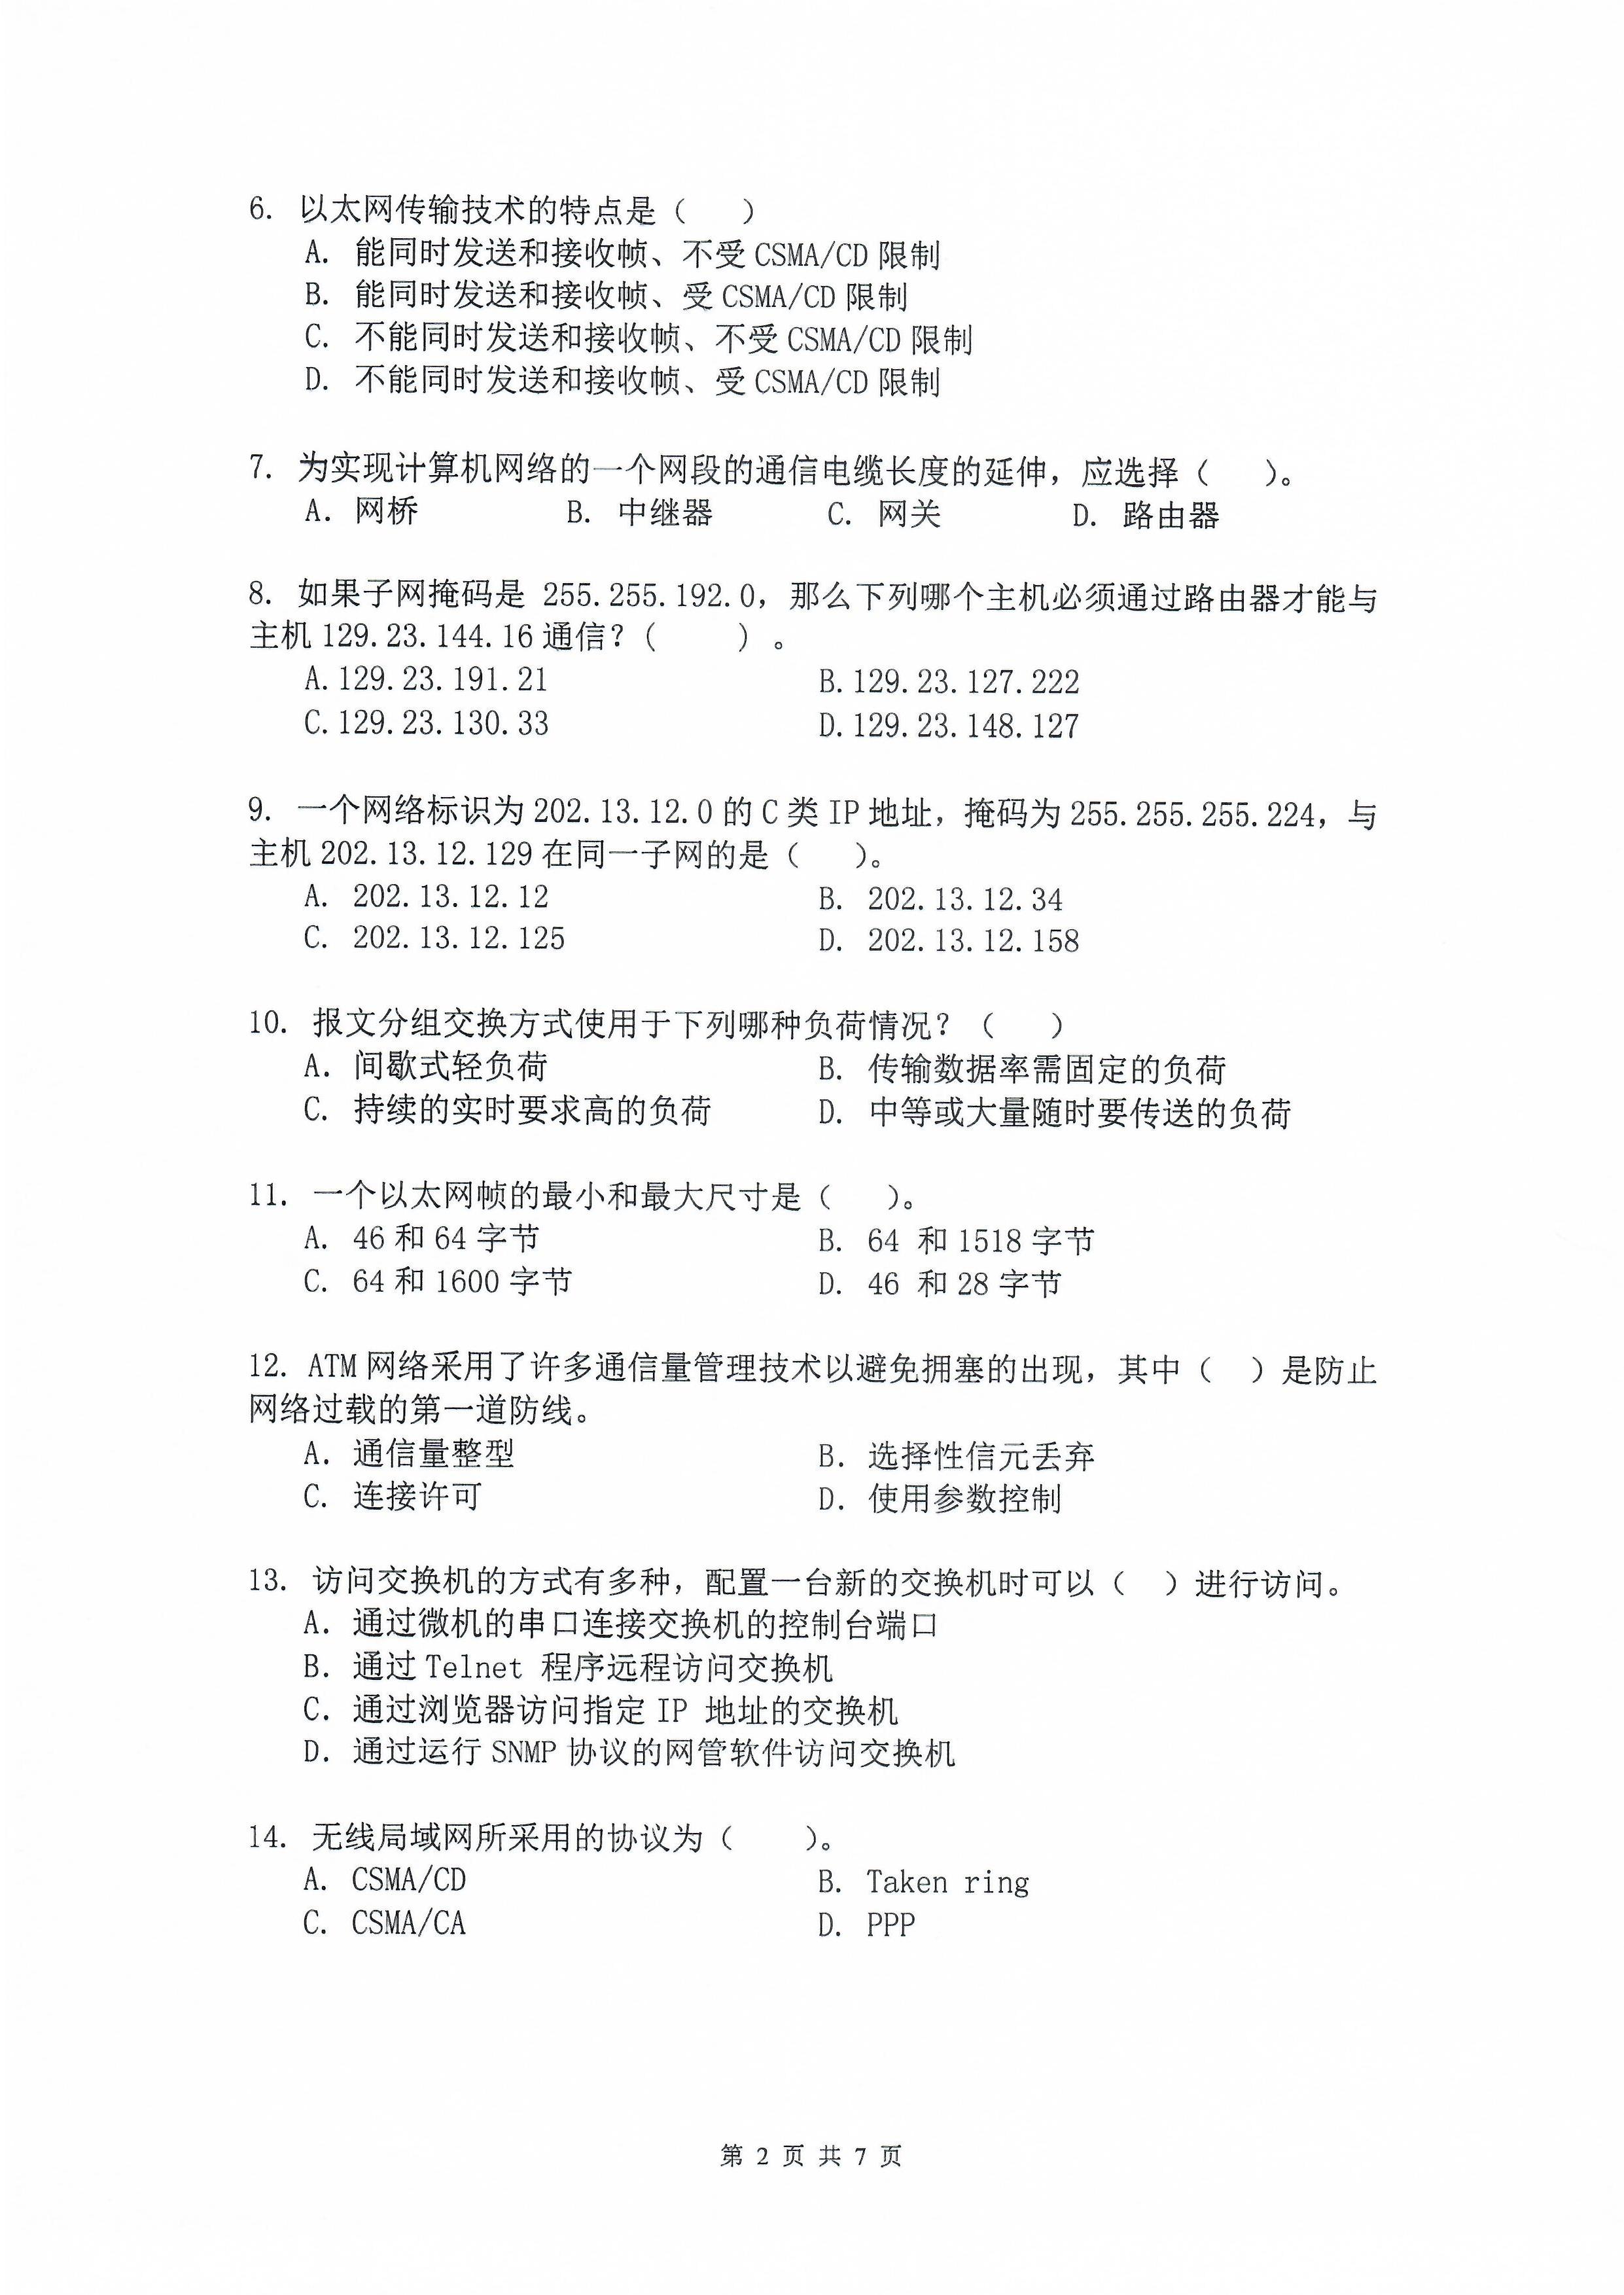 6. 以太网传输技术的特点是（ ）
A. 能同时发送和接收帧、不受 CSMA/CD 限制
B. 能同时发送和接收帧、受 CSMA/CD 限制
C. 不能同时发送和接收帧、不受 CSMA/CD 限制
D. 不能同时发送和接收帧、受 CSMA/CD 限制
7. 为实现计算机网络的一个网段的通信电缆长度的延伸，应选择（ ）。
A. 网桥 B. 中继器 C. 网关 D. 路由器
8. 如果子网掩码是 255.255.192.0，那么下列哪个主机必须通过路由器才能与
主机 129.23.144.16 通信？（ ）。
A.129.23.191.21 B.129.23.127.222
C.129.23.130.33 D.129.23.148.127
9. 一个网络标识为 202.13.12.0 的 C 类 IP 地址，掩码为 255.255.255.224，与
主机 202.13.12.129 在同一子网的是（ ）。
A. 202.13.12.12 B. 202.13.12.34
C. 202.13.12.125 D. 202.13.12.158
10. 报文分组交换方式使用于下列哪种负荷情况？（ ）
A. 间歇式轻负荷 B. 传输数据率需固定的负荷
C. 持续的实时要求高的负荷 D. 中等或大量随时要传送的负荷
11. 一个以太网帧的最小和最大尺寸是（ ）。
A. 46 和 64 字节 B. 64 和 1518 字节
C. 64 和 1600 字节 D. 46 和 28 字节
12. ATM 网络采用了许多通信量管理技术以避免拥塞的出现，其中（ ）是防止
网络过载的第一道防线。
A. 通信量整型 B. 选择性信元丢弃
C. 连接许可 D. 使用参数控制
13. 访问交换机的方式有多种，配置一台新的交换机时可以（ ）进行访问。
A. 通过微机的串口连接交换机的控制台端口
B. 通过 Telnet 程序远程访问交换机
C. 通过浏览器访问指定 IP 地址的交换机
D. 通过运行 SNMP 协议的网管软件访问交换机
14. 无线局域网所采用的协议为（ ）。
A. CSMA/CD B. Taken ring
C. CSMA/CA D. PPP
第 2 页 共 7 页